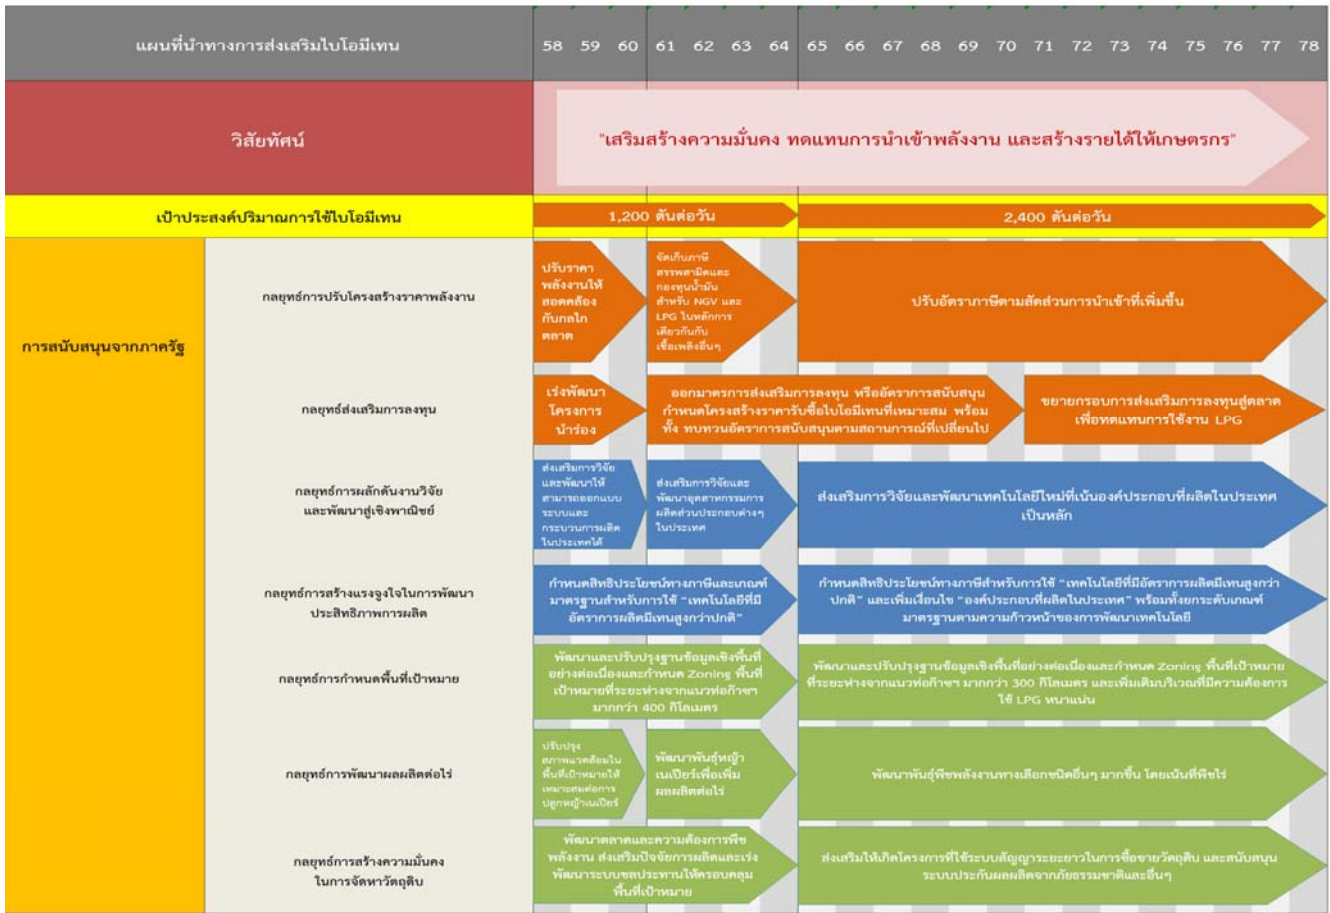 แผนที่นำทางการส่งเสริมไบโอมีเทน
58 59 60 61 62 63 64 65 66 67 68 69 70 71 72 73 74 75 76 77 78
วิสัยทัศน์
"เสริมสร้างความมั่นคง ทดแทนการนำเข้าพลังงาน และสร้างรายได้ให้เกษตรกร"
เป้าประสงค์ปริมาณการใช้ไบโอมีเทน
1,200 ตันต่อวัน
2,400 ตันต่อวัน
การสนับสนุนจากภาครัฐ
กลยุทธ์การปรับโครงสร้างราคาพลังงาน
ปรับราคา
พลังงานให้
สอดคล้อง
กับกลไก
ตลาด
จัดเก็บภาษี
สรรพสามิตและ
กองทุนน้ำมัน
สำหรับ NGV และ
LPG ในหลักการ
เดียวกันกับ
เชื้อเพลิงอื่นๆ
ปรับอัตราภาษีตามสัดส่วนการนำเข้าที่เพิ่มขึ้น
กลยุทธ์ส่งเสริมการลงทุน
เร่งพัฒนา
โครงการ
นำร่อง
ออกมาตรการส่งเสริมการลงทุน หรืออัตราการสนับสนุน
กำหนดโครงสร้างราคารับซื้อไบโอมีเทนที่เหมาะสม พร้อม
ทั้ง ทบทวนอัตราการสนับสนุนตามสถานการณ์ที่เปลี่ยนไป
ขยายกรอบการส่งเสริมการลงทุนสู่ตลาด
เพื่อทดแทนการใช้งาน LPG
กลยุทธ์การผลักดันงานวิจัย
และพัฒนาสู่เชิงพาณิชย์
ส่งเสริมการวิจัย
และพัฒนาให้
สามารถออกแบบ
ระบบและ
กระบวนการผลิต
ในประเทศได้
ส่งเสริมการวิจัยและ
พัฒนาอุตสาหกรรมการ
ผลิตส่วนประกอบต่างๆ
ในประเทศ
ส่งเสริมการวิจัยและพัฒนาเทคโนโลยีใหม่ที่เน้นองค์ประกอบที่ผลิตในประเทศ
เป็นหลัก
กลยุทธ์การสร้างแรงจูงใจในการพัฒนา
ประสิทธิภาพการผลิต
กำหนดสิทธิประโยชน์ทางภาษีและเกณฑ์
มาตรฐานสำหรับการใช้ "เทคโนโลยีที่มี
อัตราการผลิตมีเทนสูงกว่าปกติ"
กำหนดสิทธิประโยชน์ทางภาษีสำหรับการใช้ "เทคโนโลยีที่มีอัตราการผลิตมีเทนสูงกว่า
ปกติ" และเพิ่มเงื่อนไข "องค์ประกอบที่ผลิตในประเทศ" พร้อมทั้งยกระดับเกณฑ์
มาตรฐานตามความก้าวหน้าของการพัฒนาเทคโนโลยี
กลยุทธ์การกำหนดพื้นที่เป้าหมาย
พัฒนาและปรับปรุงฐานข้อมูลเชิงพื้นที่
อย่างต่อเนื่องและกำหนด Zoning พื้นที่
เป้าหมายที่ระยะห่างจากแนวท่อก๊าซฯ
มากกว่า 400 กิโลเมตร
พัฒนาและปรับปรุงฐานข้อมูลเชิงพื้นที่อย่างต่อเนื่องและกำหนด Zoning พื้นที่เป้าหมาย
ที่ระยะห่างจากแนวท่อก๊าซฯ มากกว่า 300 กิโลเมตร และเพิ่มเติมบริเวณที่มีความต้องการ
ใช้ LPG หนาแน่น
กลยุทธ์การพัฒนาผลผลิตต่อไร่
ปรับปรุง
สภาพแวดล้อมใน
พื้นที่เป้าหมายให้
เหมาะสมต่อการ
ปลูกหญ้าเนเปียร์
พัฒนาพันธุ์หญ้า
เนเปียร์เพื่อเพิ่ม
ผลผลิตต่อไร่
พัฒนาพันธุ์พืชพลังงานทางเลือกชนิดอื่นๆ มากขึ้น โดยเน้นที่พืชไร่
กลยุทธ์การสร้างความมั่นคง
ในการจัดหาวัตถุดิบ
พัฒนาตลาดและความต้องการพืช
พลังงาน ส่งเสริมปัจจัยการผลิตและเร่ง
พัฒนาระบบชลประทานให้ครอบคลุม
พื้นที่เป้าหมาย
ส่งเสริมให้เกิดโครงการที่ใช้ระบบสัญญาระยะยาวในการซื้อขายวัตถุดิบ และสนับสนุน
ระบบประกันผลผลิตจากภัยธรรมชาติและอื่นๆ